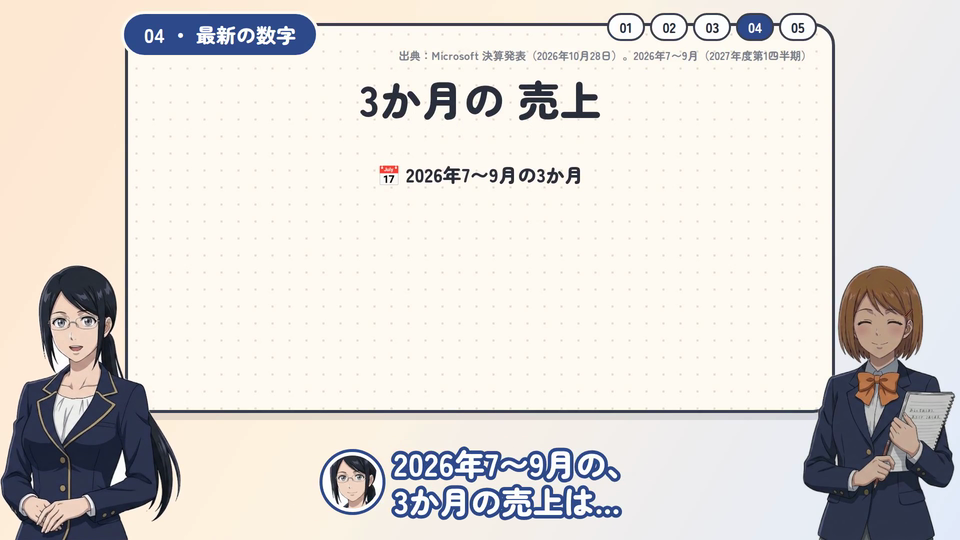 04 ・ 最新の数字
01 02 03 04 05
出典：Microsoft 決算発表（2026年10月28日）。2026年7〜9月（2027年度第1四半期）
3か月の 売上
July 17 2026年7〜9月の3か月
2026年7〜9月の、
3か月の売上は…